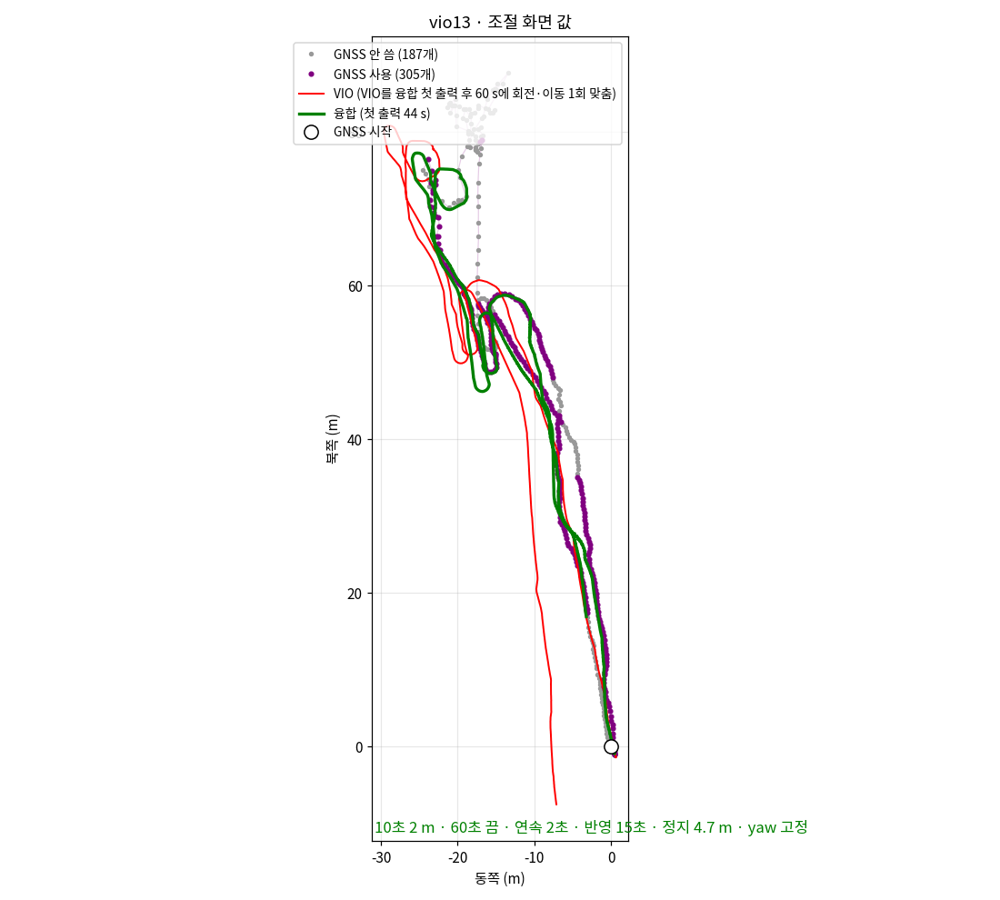 vio13 · 조절 화면 값
GNSS 안 씀 (187개)
GNSS 사용 (305개)
VIO (VIO를 융합 첫 출력 후 60 s에 회전·이동 1회 맞춤)
융합 (첫 출력 44 s)
GNSS 시작
60
40
20
0
북쪽 (m)
10초 2 m · 60초 끔 · 연속 2초 · 반영 15초 · 정지 4.7 m · yaw 고정
-30 -20 -10 0
동쪽 (m)